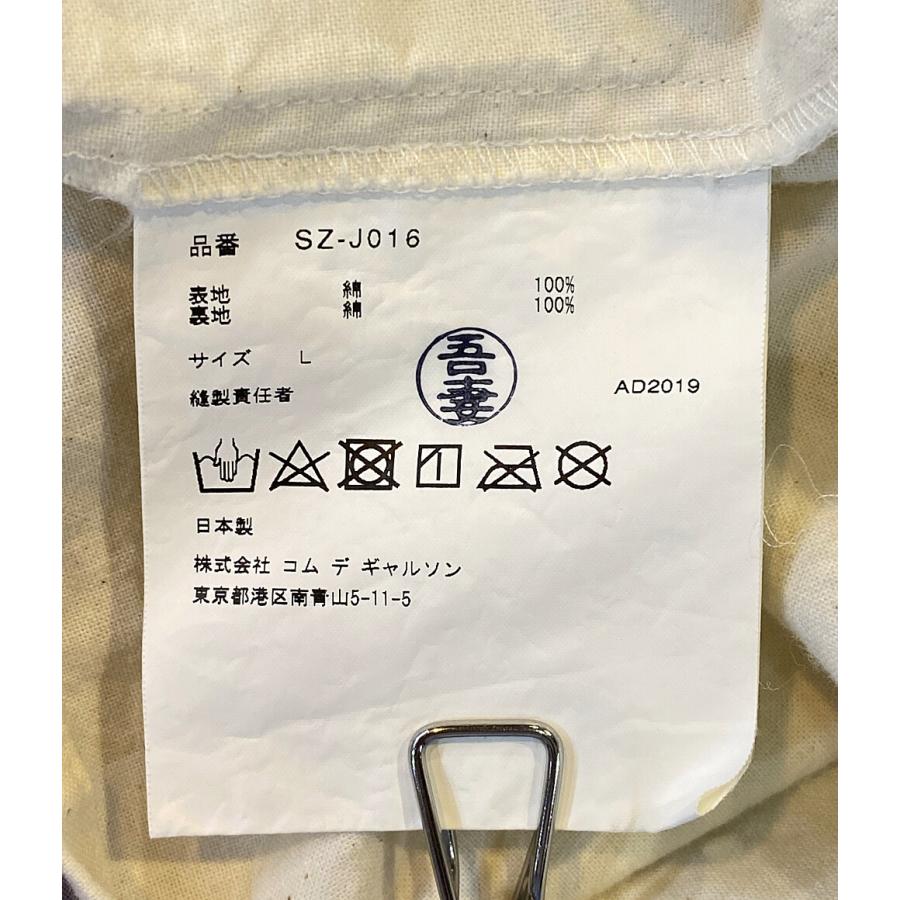 品番 SZ-J016
表地 綿 100%
裏地 綿 100%
サイズ L
吾妻
縫製責任者 AD2019
日本製
株式会社 コム デ ギャルソン
東京都港区南青山5-11-5